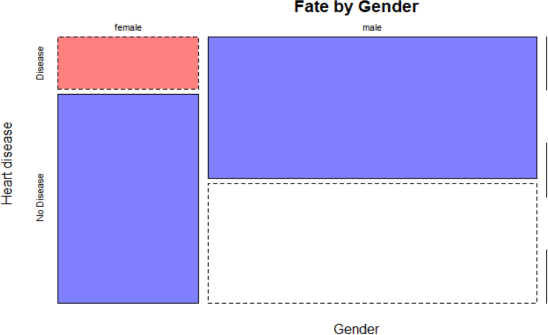 Fate by Gender
female
male
Disease
No Disease
Heart disease
Gender